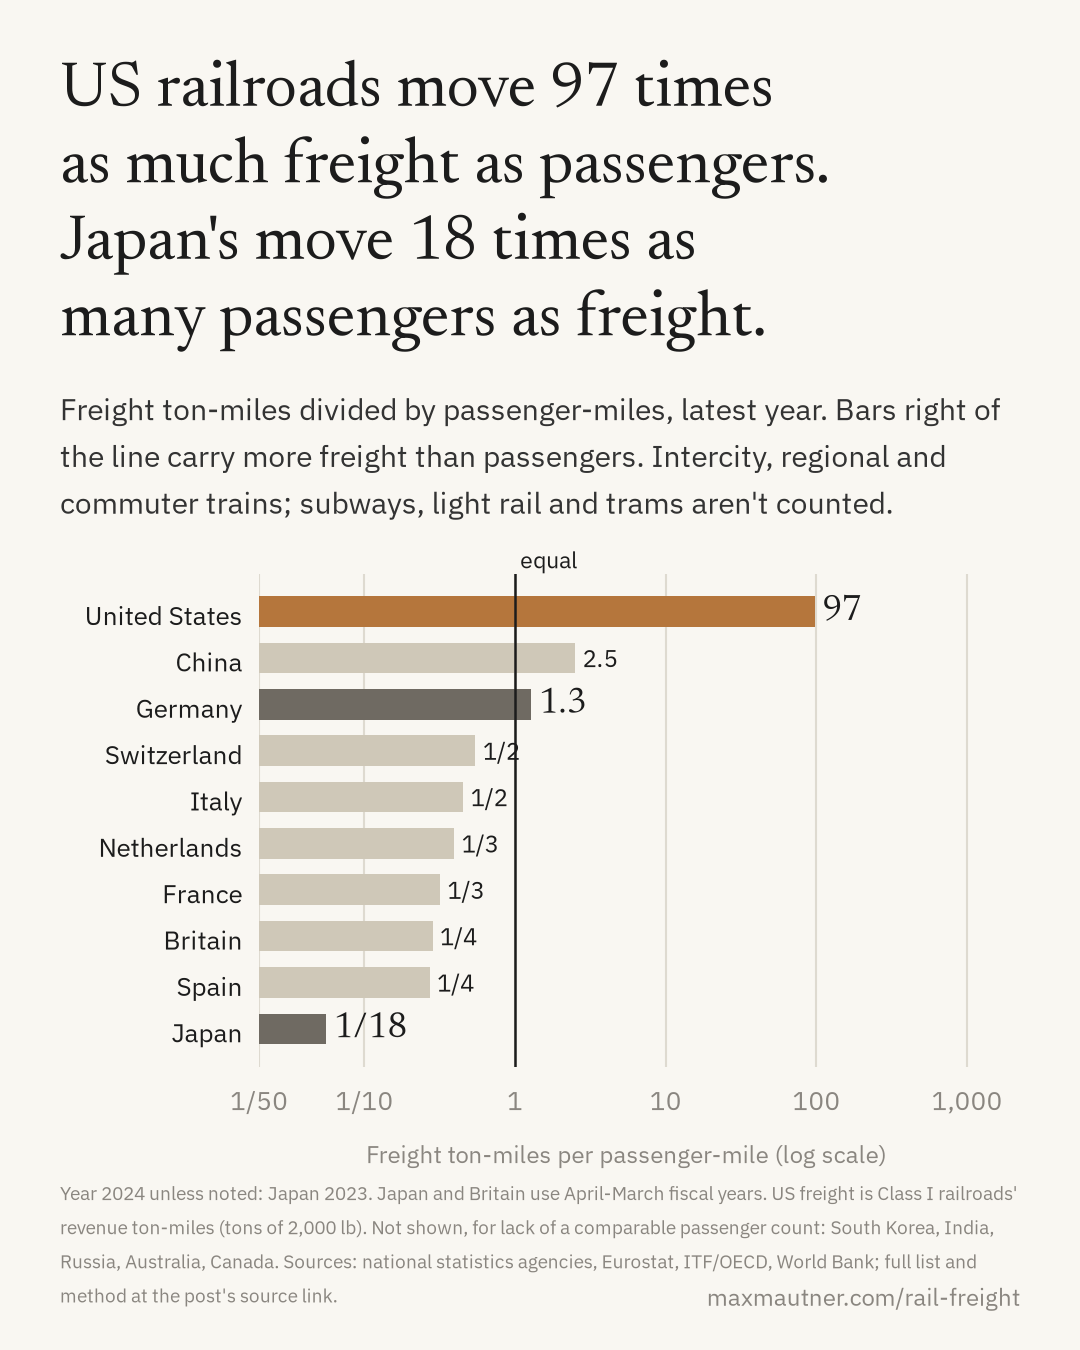 US railroads move 97 times
as much freight as passengers.
Japan's move 18 times as
many passengers as freight.
Freight ton-miles divided by passenger-miles, latest year. Bars right of
the line carry more freight than passengers. Intercity, regional and
commuter trains; subways, light rail and trams aren't counted.
equal
United States 97
China 2.5
Germany 1.3
Switzerland 1/2
Italy 1/2
Netherlands 1/3
France 1/3
Britain 1/4
Spain 1/4
Japan 1/18
1/50 1/10 1 10 100 1,000
Freight ton-miles per passenger-mile (log scale)
Year 2024 unless noted: Japan 2023. Japan and Britain use April-March fiscal years. US freight is Class I railroads'
revenue ton-miles (tons of 2,000 lb). Not shown, for lack of a comparable passenger count: South Korea, India,
Russia, Australia, Canada. Sources: national statistics agencies, Eurostat, ITF/OECD, World Bank; full list and
method at the post's source link.
maxmautner.com/rail-freight